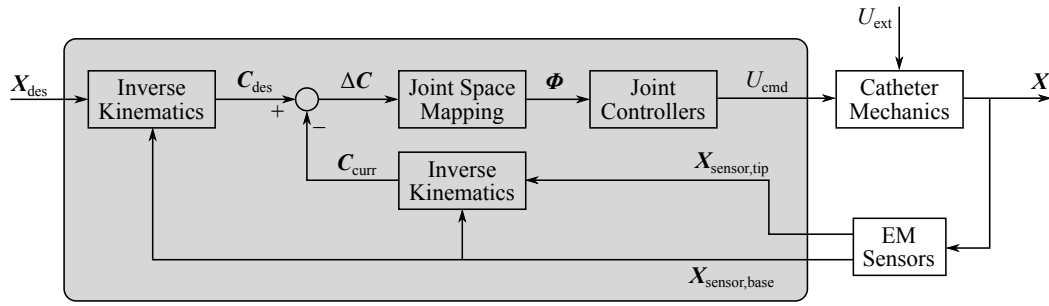 U_ext
X_des
Inverse
Kinematics
C_des
+
−
ΔC
Joint Space
Mapping
Φ
Joint
Controllers
U_cmd
Catheter
Mechanics
X
C_curr
Inverse
Kinematics
X_sensor,tip
EM
Sensors
X_sensor,base